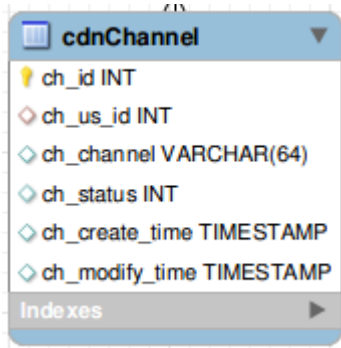 cdnChannel
ch_id INT
ch_us_id INT
ch_channel VARCHAR(64)
ch_status INT
ch_create_time TIMESTAMP
ch_modify_time TIMESTAMP
Indexes